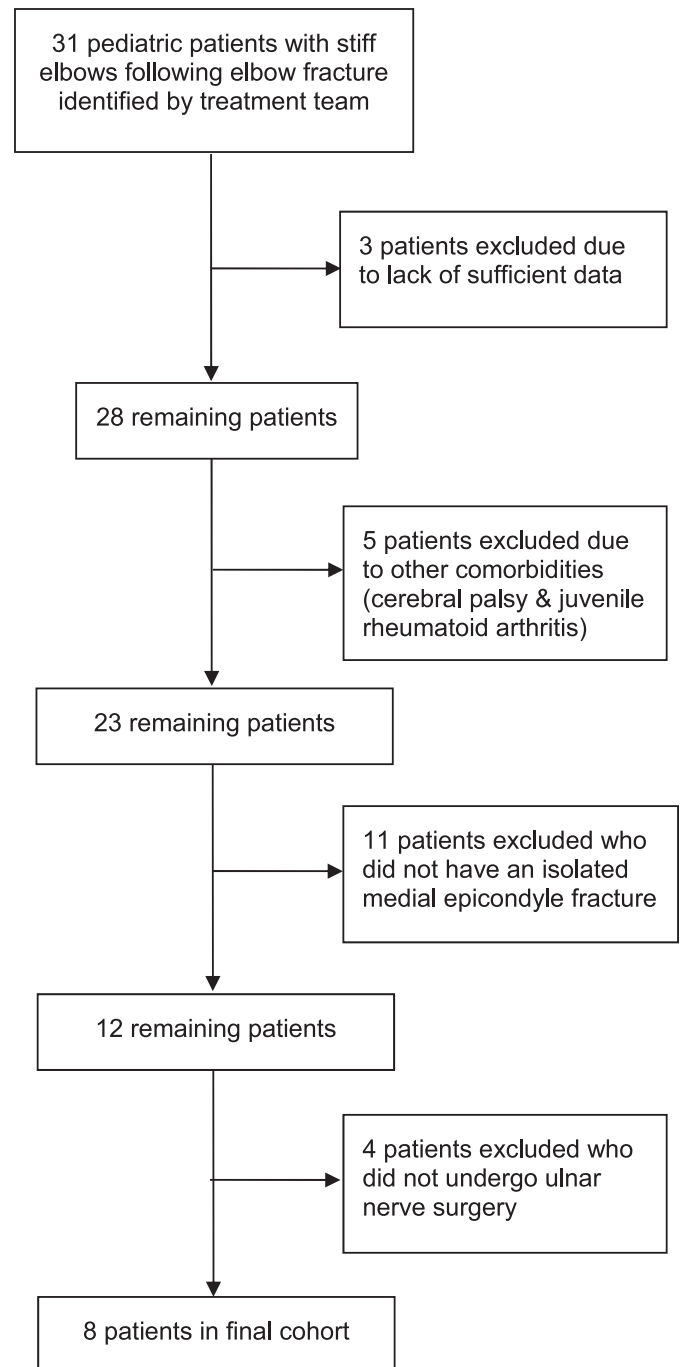 31 pediatric patients with stiff
elbows following elbow fracture
identified by treatment team
3 patients excluded due
to lack of sufficient data
28 remaining patients
5 patients excluded due
to other comorbidities
(cerebral palsy & juvenile
rheumatoid arthritis)
23 remaining patients
11 patients excluded who
did not have an isolated
medial epicondyle fracture
12 remaining patients
4 patients excluded who
did not undergo ulnar
nerve surgery
8 patients in final cohort